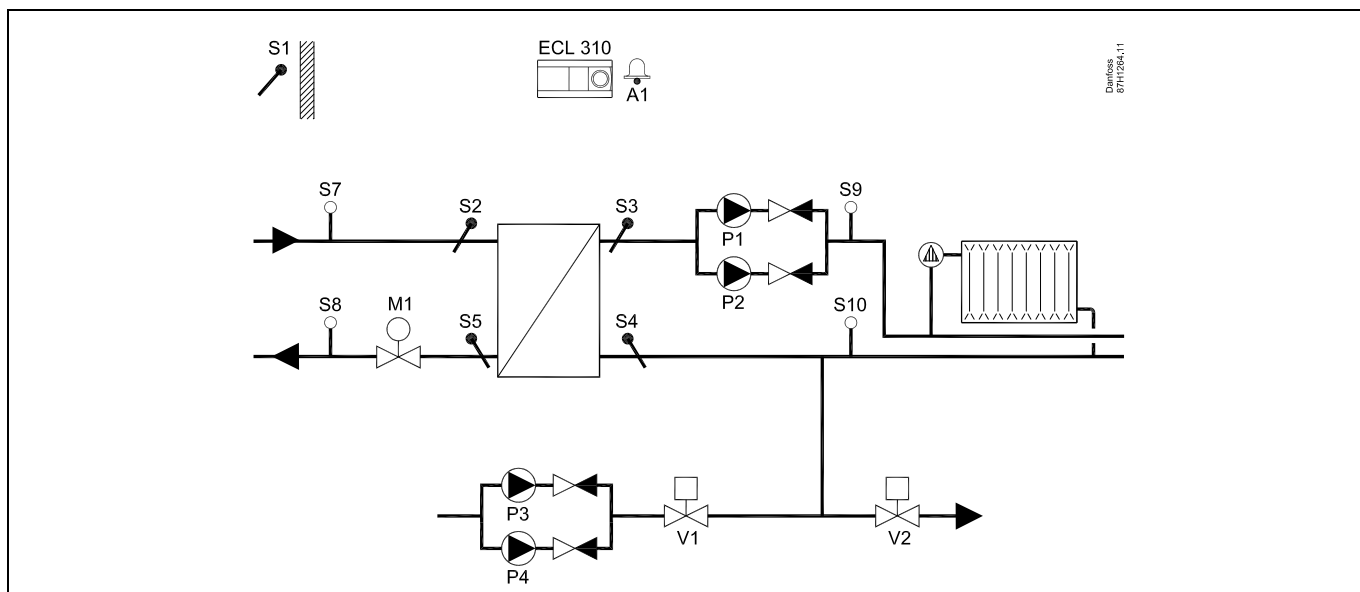 S1
ECL 310
A1
Danfoss
87H1264.11
S7
S2
S3
P1
S9
P2
S8
M1
S5
S4
S10
P3
V1
V2
P4